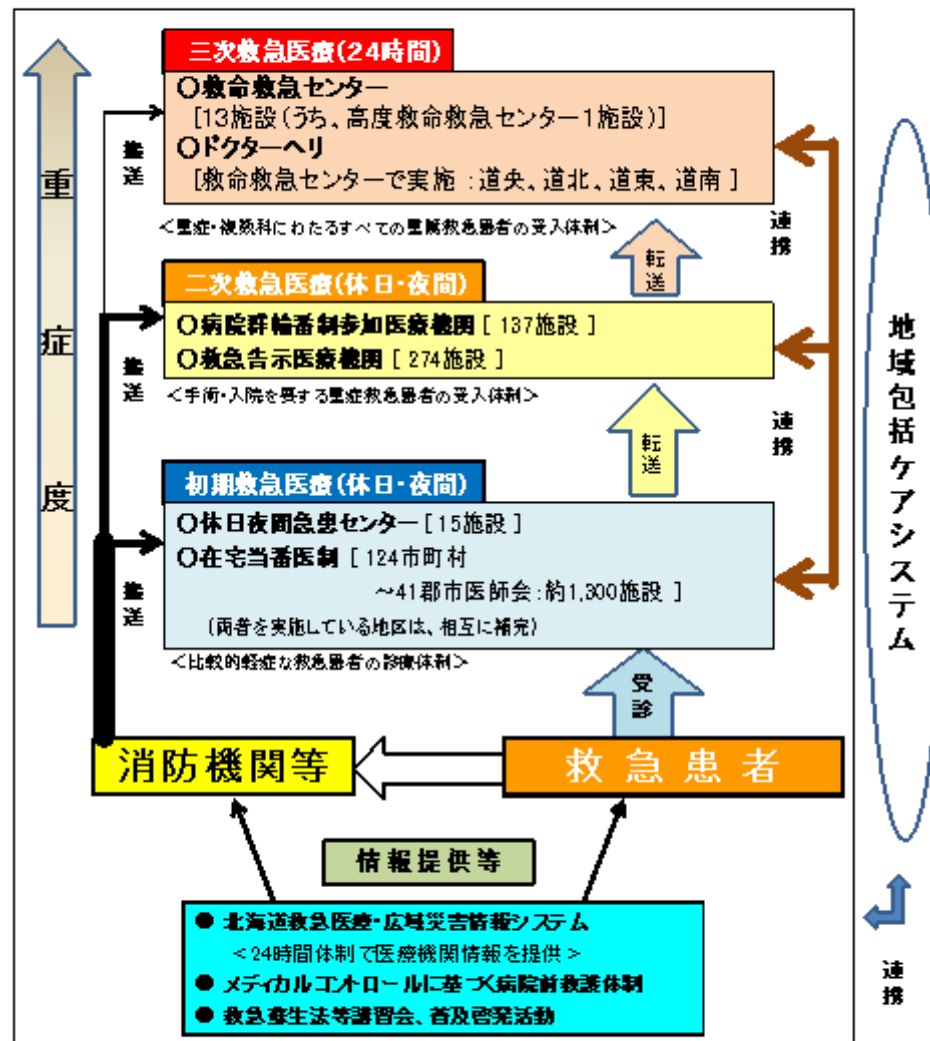 三次救急医療(24時間)
○救命救急センター
[13施設(うち、高度救命救急センター1施設)]
○ドクターヘリ
[救命救急センターで実施:道央、道北、道東、道南]
<重症・複数科にわたるすべての重篤救急患者の受入体制>
搬送
転送
連携
二次救急医療(休日・夜間)
○病院群輪番制参加医療機関[137施設]
○救急告示医療機関[274施設]
<手術・入院を要する重症救急患者の受入体制>
搬送
転送
連携
初期救急医療(休日・夜間)
○休日夜間急患センター[15施設]
○在宅当番医制[124市町村
~41郡市医師会:約1,300施設]
(両者を実施している地区は、相互に補完)
<比較的軽症な救急患者の診療体制>
搬送
受診
重症度
地域包括ケアシステム
消防機関等
救急患者
情報提供等
●北海道救急医療・広域災害情報システム
<24時間体制で医療機関情報を提供>
●メディカルコントロールに基づく病院前救護体制
●救急蘇生法等講習会、普及啓発活動
連携